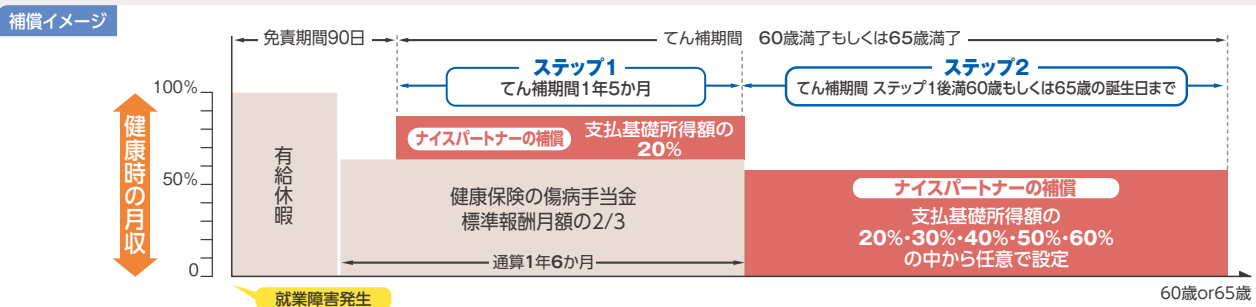 補償イメージ
免責期間90日
てん補期間 60歳満了もしくは65歳満了
ステップ1
てん補期間1年5か月
ステップ2
てん補期間 ステップ1後満60歳もしくは65歳の誕生日まで
100%
50%
0
健康時の月収
有給休暇
ナイスパートナーの補償
支払基礎所得額の
20%
健康保険の傷病手当金
標準報酬月額の2/3
通算1年6か月
ナイスパートナーの補償
支払基礎所得額の
20%・30%・40%・50%・60%
の中から任意で設定
就業障害発生
60歳or65歳